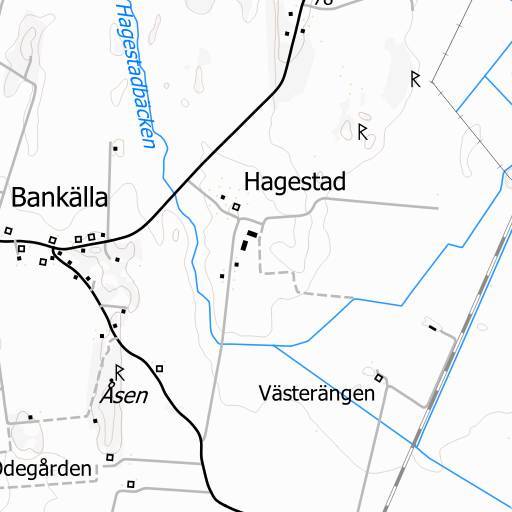 Hagestadbäcken
Hagestad
Bankälla
Västerängen
Åsen
Ödegården